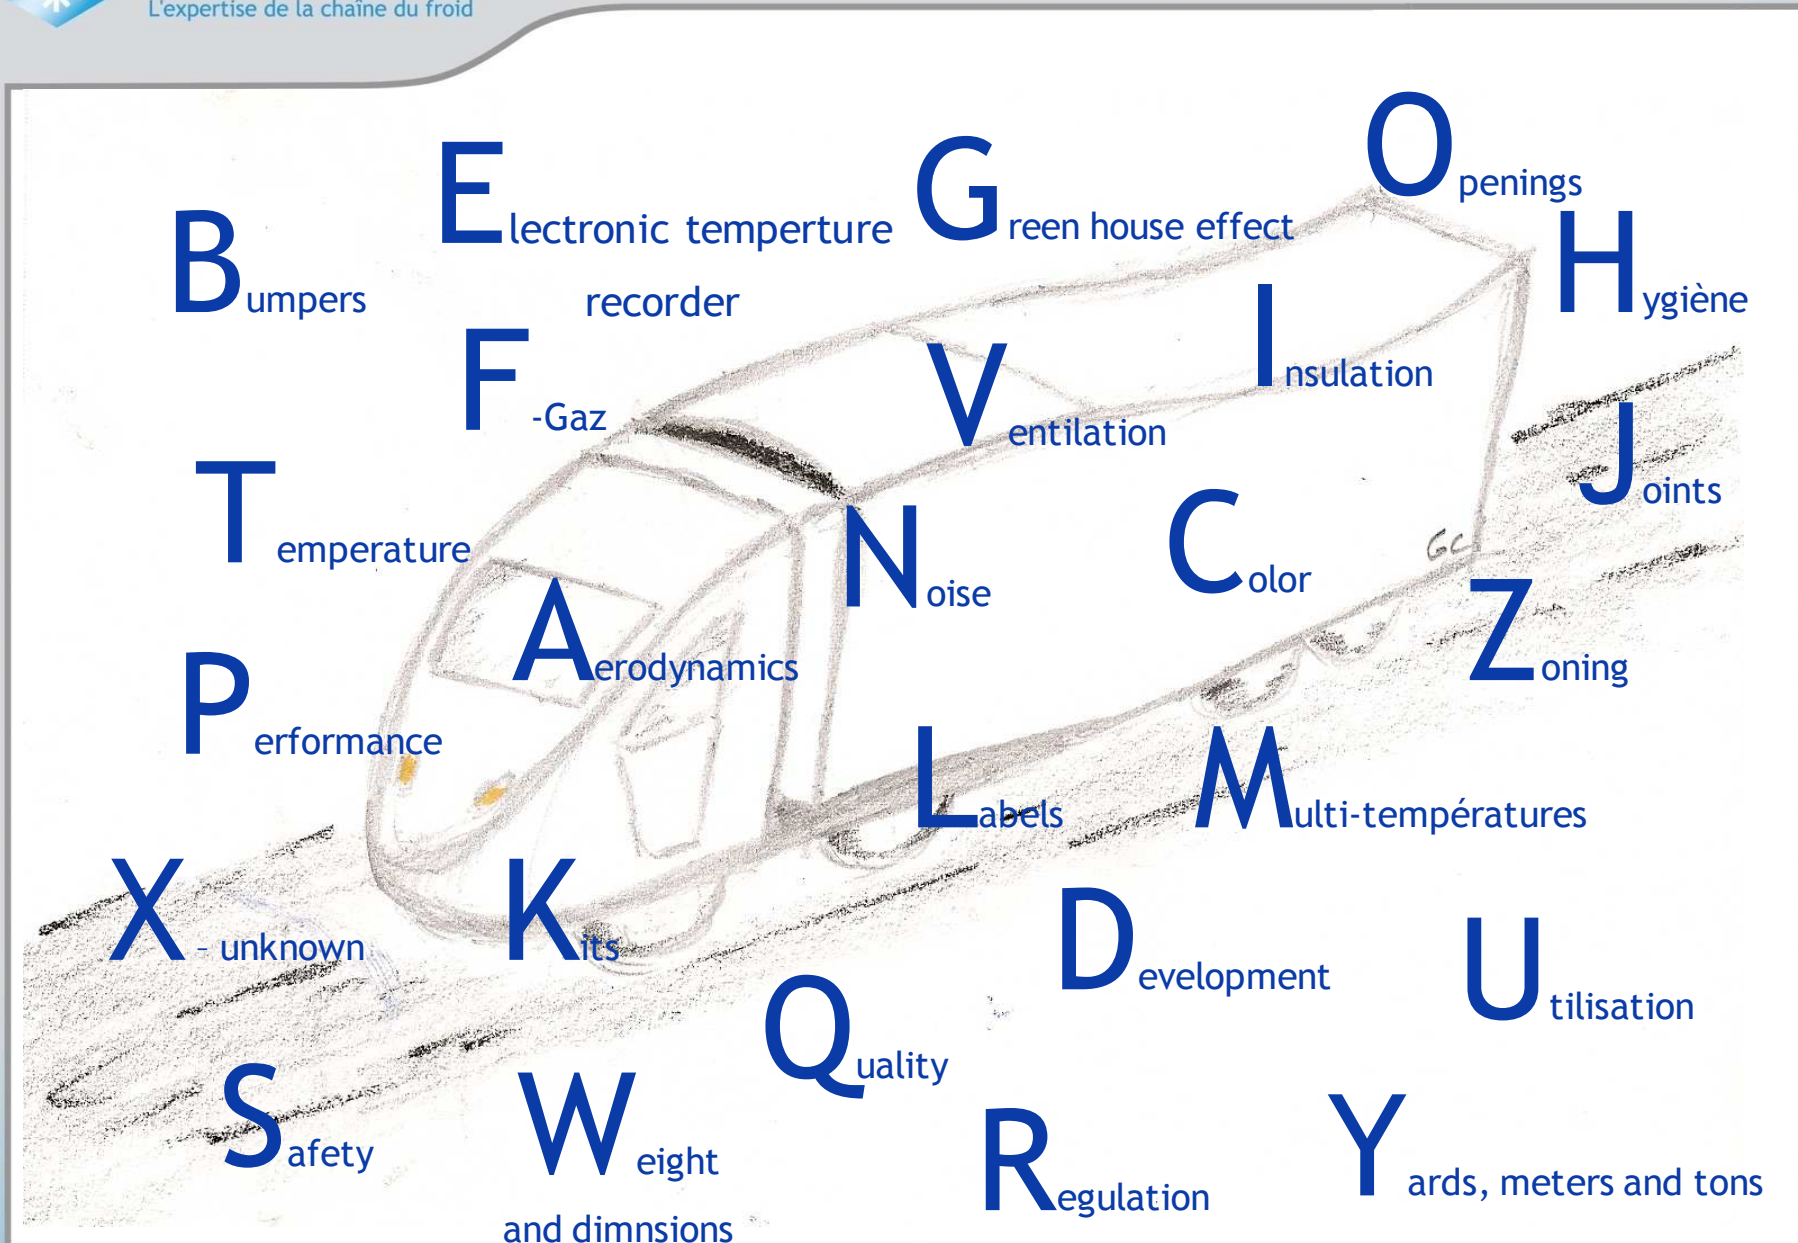 L'expertise de la chaîne du froid
Openings
Electronic temperture
recorder
Green house effect
Bumpers
Hygiène
F-Gaz
Ventilation
Insulation
Joints
Temperature
Noise
Color
Aerodynamics
Zoning
Performance
Labels
Multi-températures
X - unknown
Kits
Development
Utilisation
Quality
Safety
Weight
and dimnsions
Regulation
Yards, meters and tons
GC